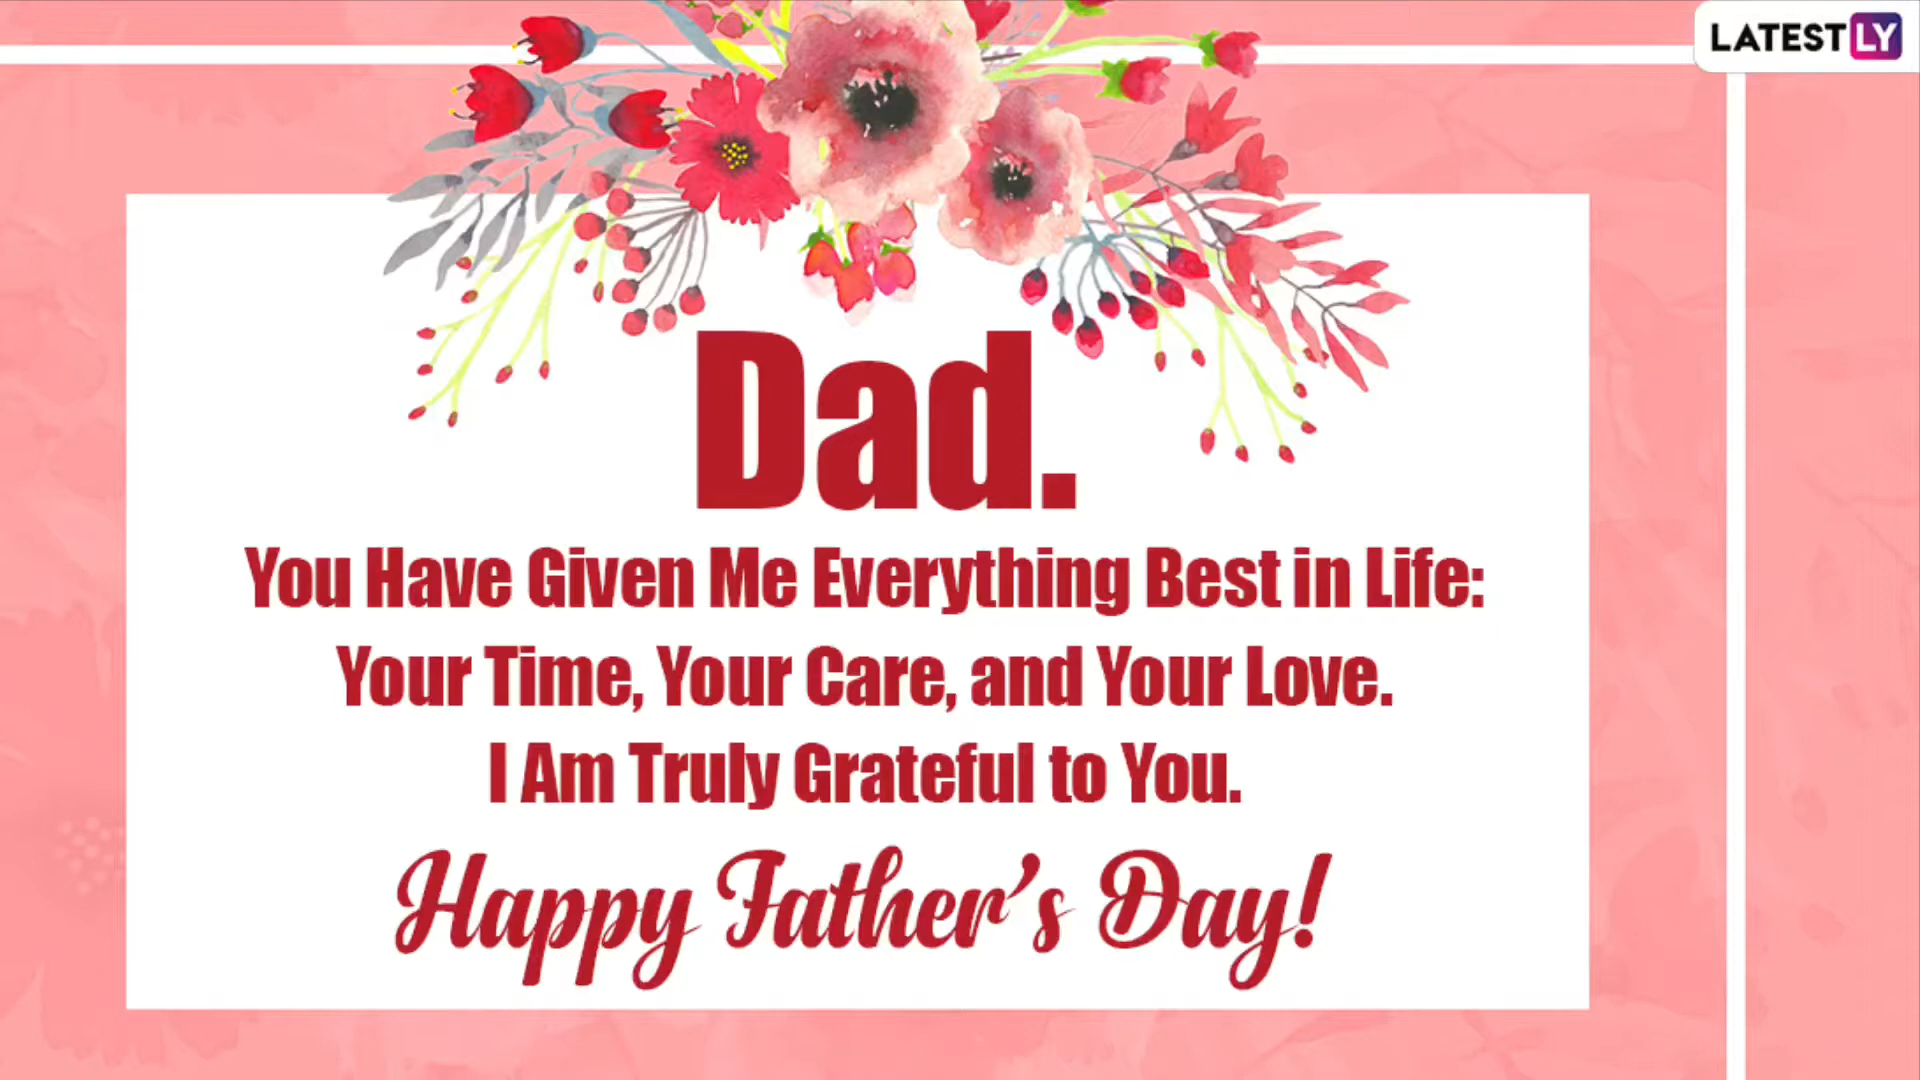 LATESTLY
Dad.
You Have Given Me Everything Best in Life:
Your Time, Your Care, and Your Love.
I Am Truly Grateful to You.
Happy Father's Day!